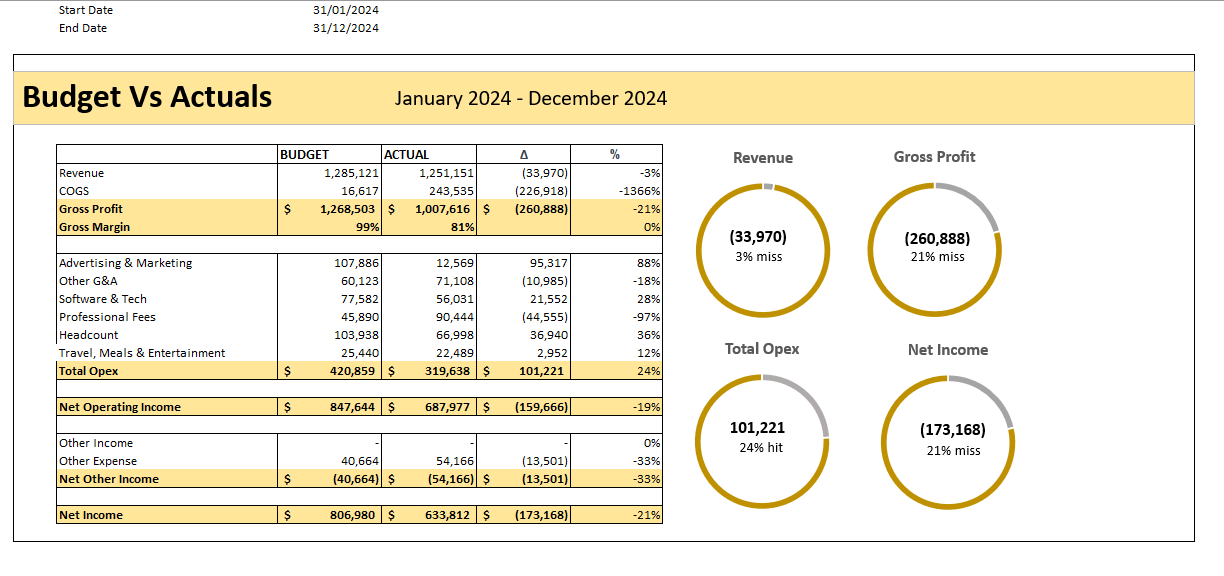 Start Date 31/01/2024
End Date 31/12/2024
Budget Vs Actuals January 2024 - December 2024
BUDGET ACTUAL Δ %
Revenue 1,285,121 1,251,151 (33,970) -3%
COGS 16,617 243,535 (226,918) -1366%
Gross Profit $ 1,268,503 $ 1,007,616 $ (260,888) -21%
Gross Margin 99% 81% 0%
Advertising & Marketing 107,886 12,569 95,317 88%
Other G&A 60,123 71,108 (10,985) -18%
Software & Tech 77,582 56,031 21,552 28%
Professional Fees 45,890 90,444 (44,555) -97%
Headcount 103,938 66,998 36,940 36%
Travel, Meals & Entertainment 25,440 22,489 2,952 12%
Total Opex $ 420,859 $ 319,638 $ 101,221 24%
Net Operating Income $ 847,644 $ 687,977 $ (159,666) -19%
Other Income - - - 0%
Other Expense 40,664 54,166 (13,501) -33%
Net Other Income $ (40,664) $ (54,166) $ (13,501) -33%
Net Income $ 806,980 $ 633,812 $ (173,168) -21%
Revenue
(33,970)
3% miss
Gross Profit
(260,888)
21% miss
Total Opex
101,221
24% hit
Net Income
(173,168)
21% miss